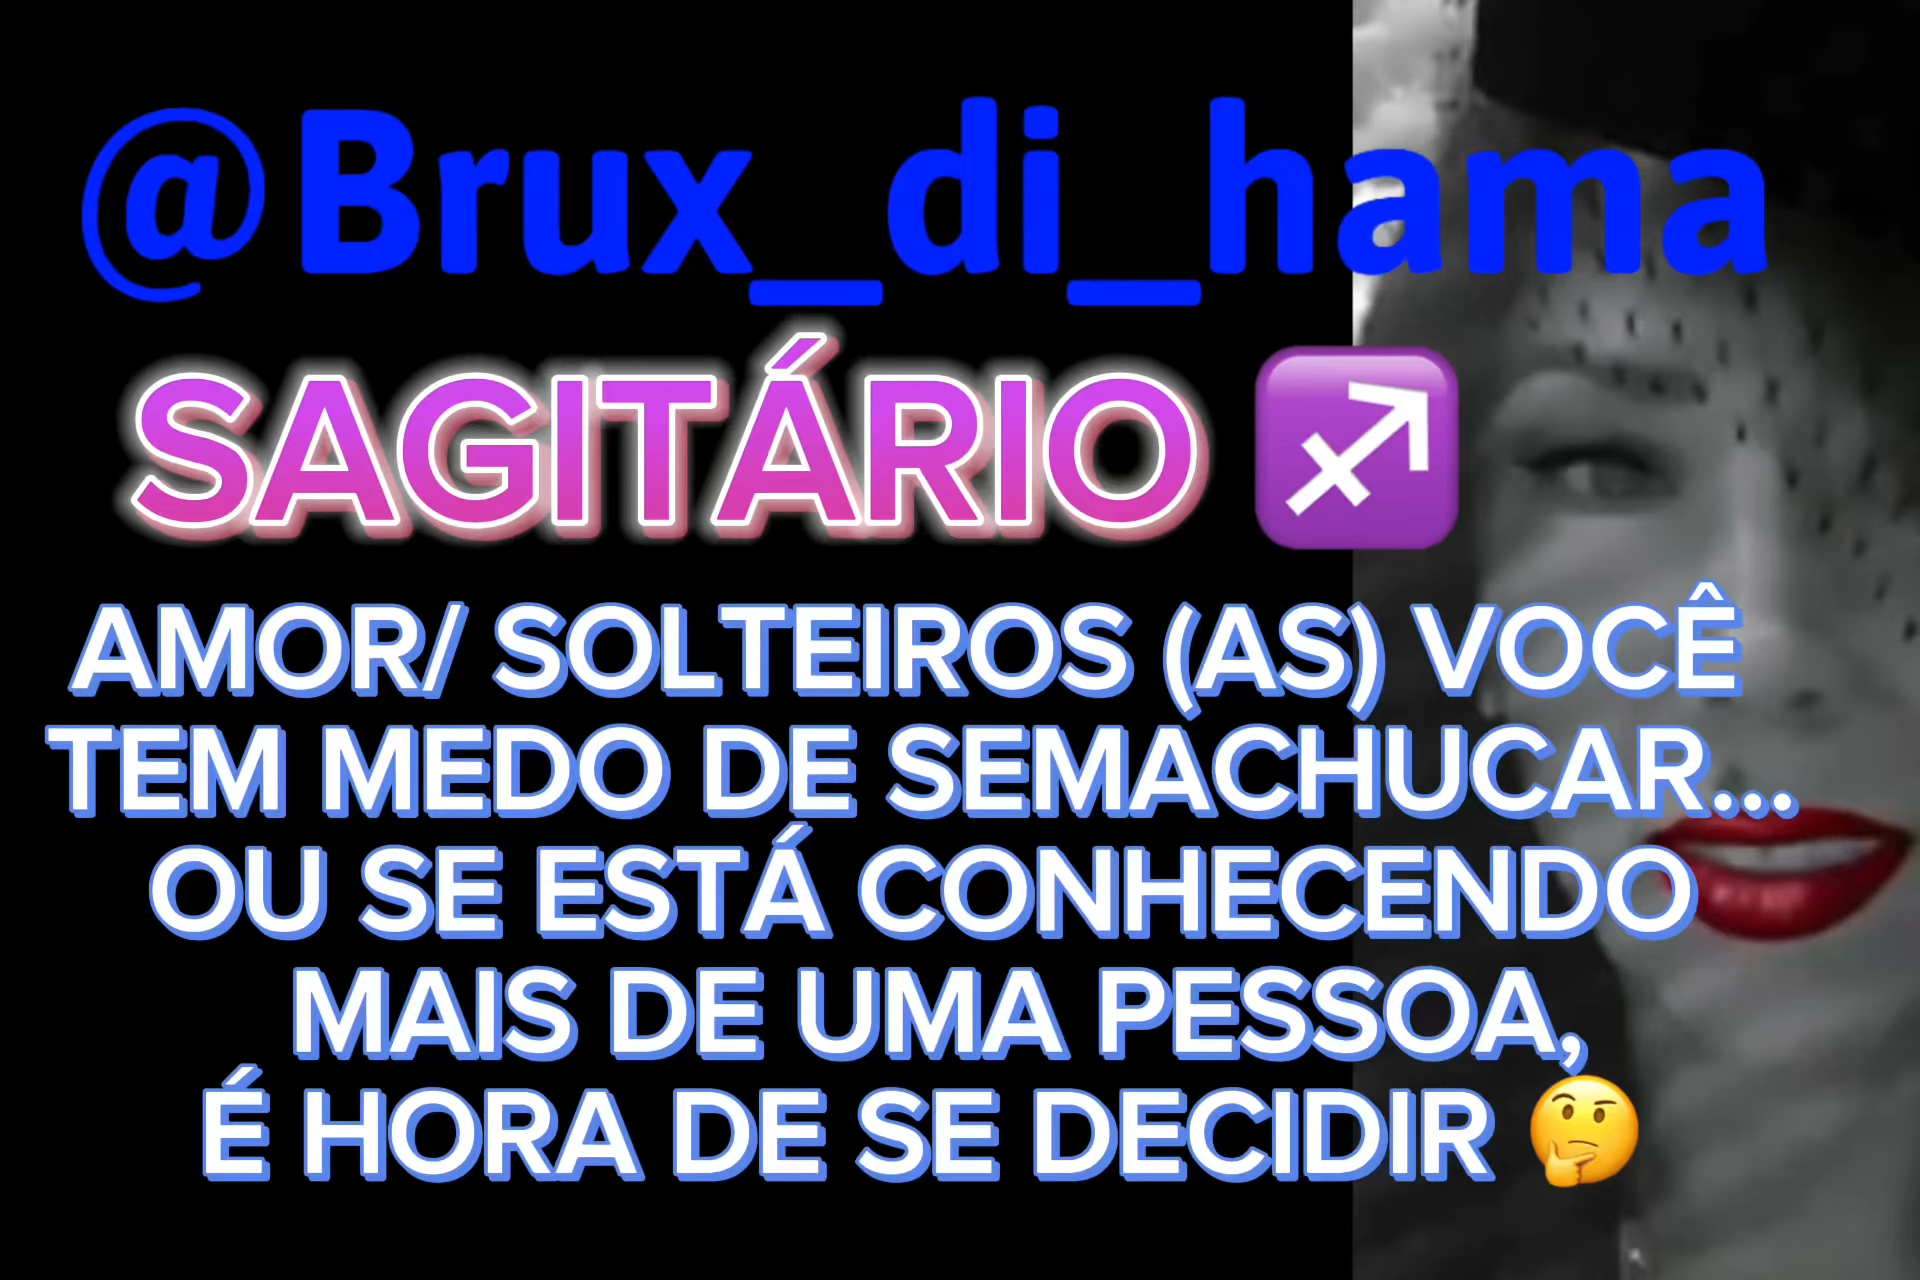 @Brux_di_hama
SAGITÁRIO ♐
AMOR/ SOLTEIROS (AS) VOCÊ
TEM MEDO DE SEMACHUCAR...
OU SE ESTÁ CONHECENDO
MAIS DE UMA PESSOA,
É HORA DE SE DECIDIR 🤔